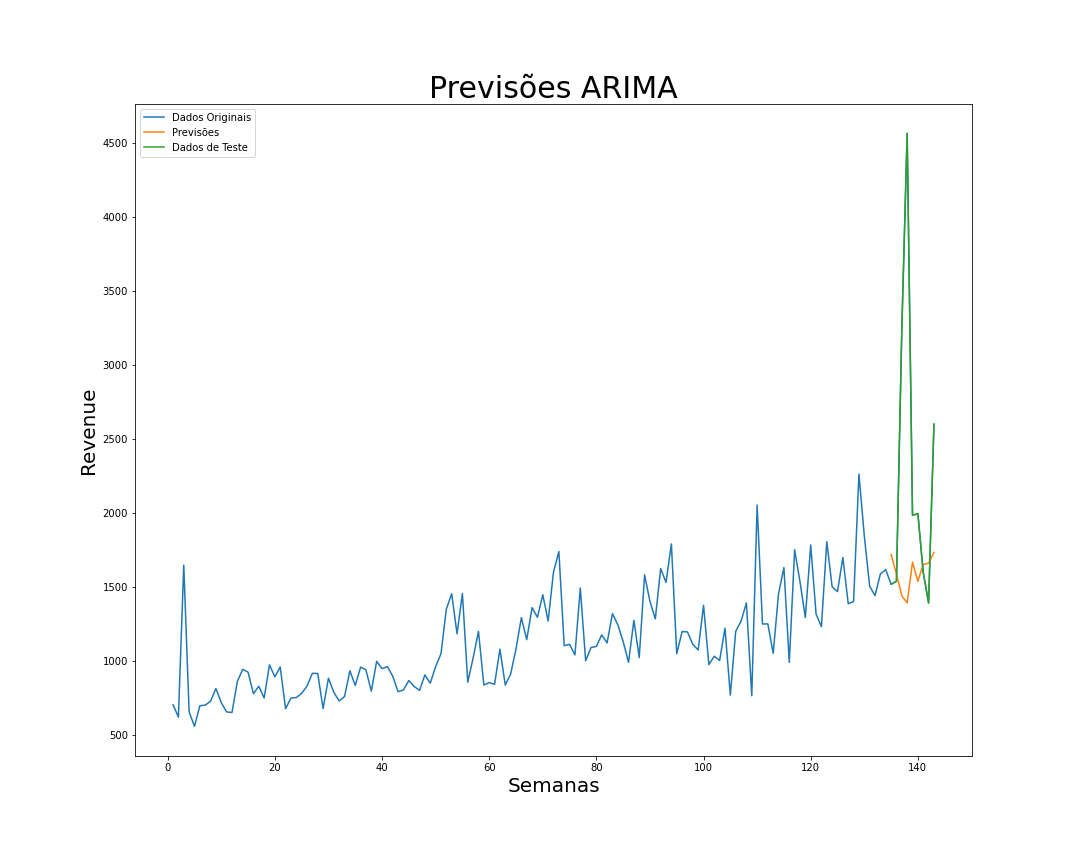 Previsões ARIMA
Dados Originais
Previsões
Dados de Teste
4500
4000
3500
3000
2500
2000
1500
1000
500
Revenue
0 20 40 60 80 100 120 140
Semanas